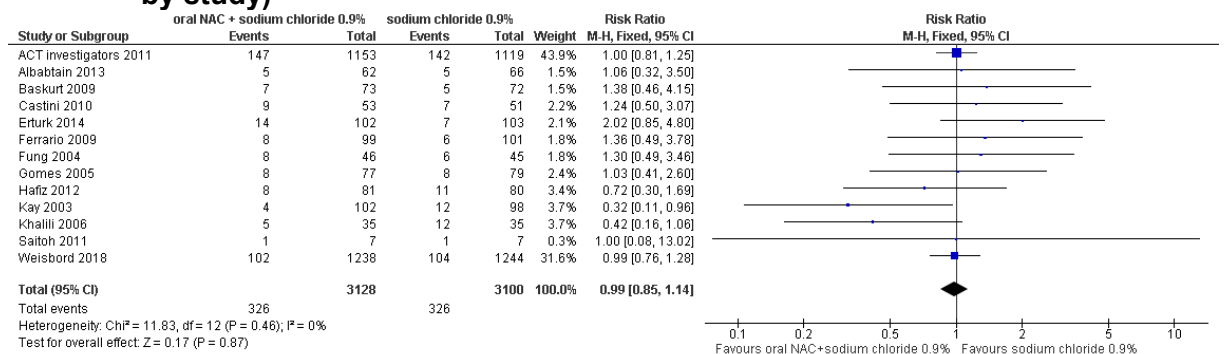 by study)
oral NAC + sodium chloride 0.9% sodium chloride 0.9% Risk Ratio Risk Ratio
Study or Subgroup Events Total Events Total Weight M-H, Fixed, 95% CI M-H, Fixed, 95% CI
ACT investigators 2011 147 1153 142 1119 43.9% 1.00 [0.81, 1.25]
Albabtain 2013 5 62 5 66 1.5% 1.06 [0.32, 3.50]
Baskurt 2009 7 73 5 72 1.6% 1.38 [0.46, 4.15]
Castini 2010 9 53 7 51 2.2% 1.24 [0.50, 3.07]
Erturk 2014 14 102 7 103 2.1% 2.02 [0.85, 4.80]
Ferrario 2009 8 99 6 101 1.8% 1.36 [0.49, 3.78]
Fung 2004 8 46 6 45 1.8% 1.30 [0.49, 3.46]
Gomes 2005 8 77 8 79 2.4% 1.03 [0.41, 2.60]
Hafiz 2012 8 81 11 80 3.4% 0.72 [0.30, 1.69]
Kay 2003 4 102 12 98 3.7% 0.32 [0.11, 0.96]
Khalili 2006 5 35 12 35 3.7% 0.42 [0.16, 1.06]
Saitoh 2011 1 7 1 7 0.3% 1.00 [0.08, 13.02]
Weisbord 2018 102 1238 104 1244 31.6% 0.99 [0.76, 1.28]
Total (95% CI) 3128 3100 100.0% 0.99 [0.85, 1.14]
Total events 326 326
Heterogeneity: Chi² = 11.83, df = 12 (P = 0.46); I² = 0%
Test for overall effect: Z = 0.17 (P = 0.87)
0.1 0.2 0.5 1 2 5 10
Favours oral NAC+sodium chloride 0.9% Favours sodium chloride 0.9%